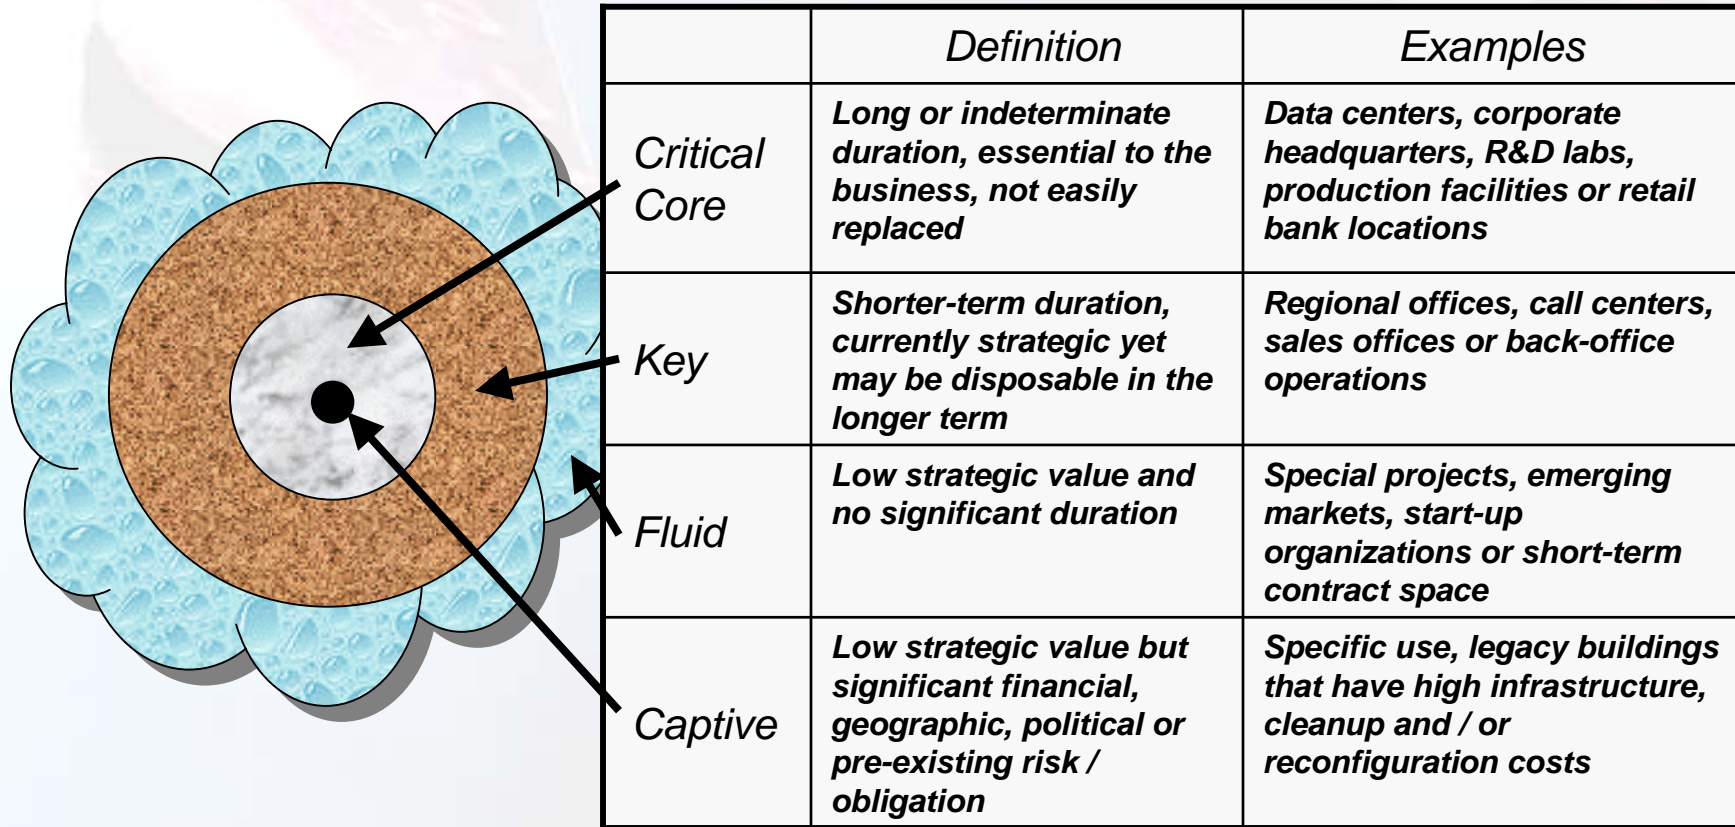 Definition
Examples
Critical
Core
Long or indeterminate
duration, essential to the
business, not easily
replaced
Data centers, corporate
headquarters, R&D labs,
production facilities or retail
bank locations
Key
Shorter-term duration,
currently strategic yet
may be disposable in the
longer term
Regional offices, call centers,
sales offices or back-office
operations
Fluid
Low strategic value and
no significant duration
Special projects, emerging
markets, start-up
organizations or short-term
contract space
Captive
Low strategic value but
significant financial,
geographic, political or
pre-existing risk /
obligation
Specific use, legacy buildings
that have high infrastructure,
cleanup and / or
reconfiguration costs